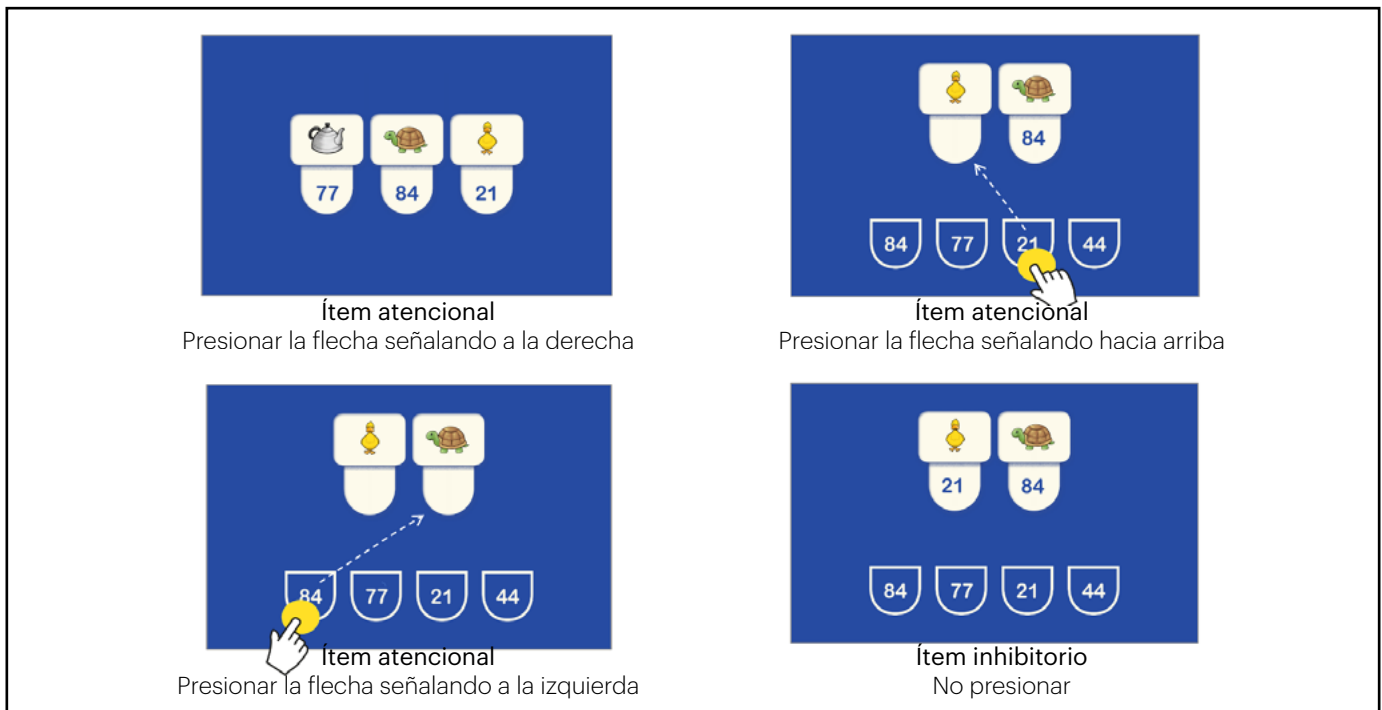 77 84 21
Ítem atencional
Presionar la flecha señalando a la derecha
84
84 77 21 44
Ítem atencional
Presionar la flecha señalando hacia arriba
84 77 21 44
Ítem atencional
Presionar la flecha señalando a la izquierda
21 84
84 77 21 44
Ítem inhibitorio
No presionar